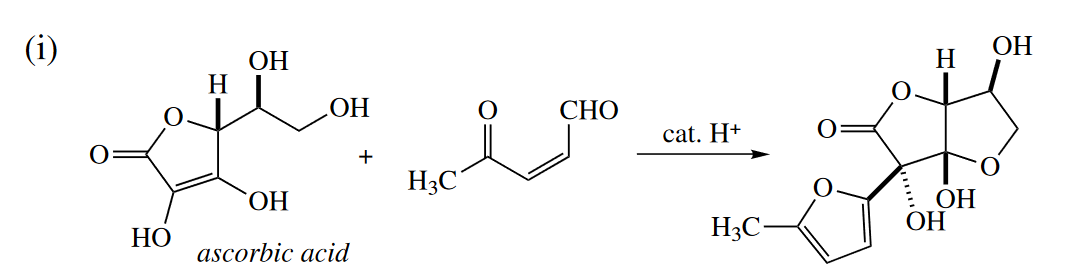 (i)
O
H
OH
OH
O
OH
HO
ascorbic acid
+
O
CHO
H3C
cat. H+
H
OH
O
O
O
OH
OH
O
H3C